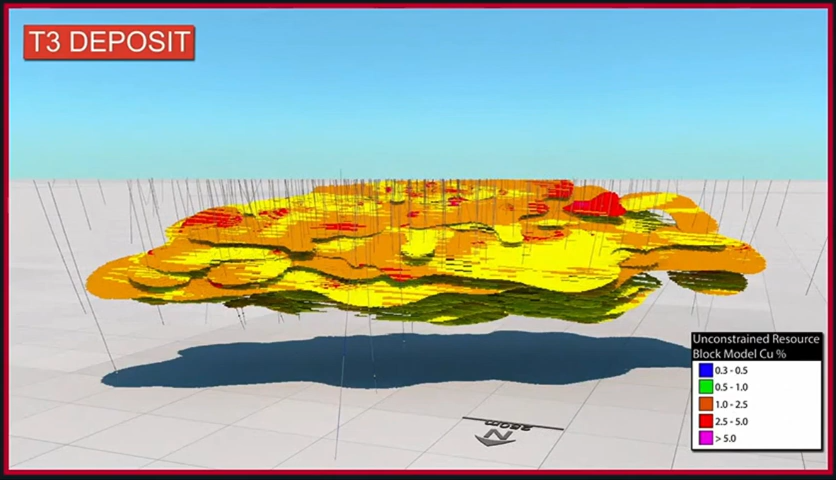 T3 DEPOSIT
Unconstrained Resource
Block Model Cu %
0.3 - 0.5
0.5 - 1.0
1.0 - 2.5
2.5 - 5.0
> 5.0
N